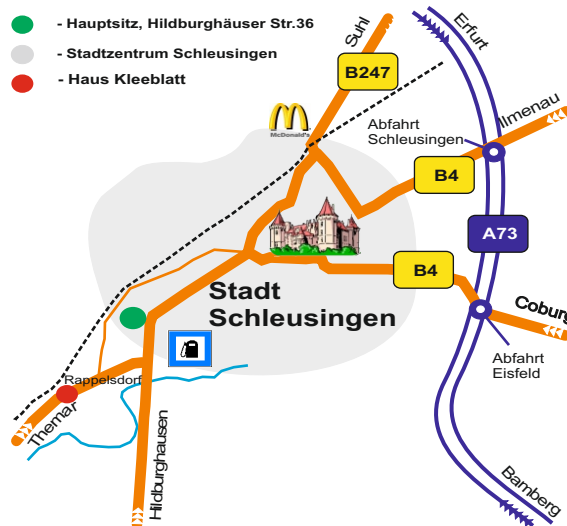 - Hauptsitz, Hildburghäuser Str.36
- Stadtzentrum Schleusingen
- Haus Kleeblatt
Suhl
Erfurt
B247
McDonald's
Ilmenau
Abfahrt
Schleusingen
B4
A73
B4
Stadt
Schleusingen
Coburg
Abfahrt
Eisfeld
Rappelsdorf
Themar
Hildburghausen
Bamberg